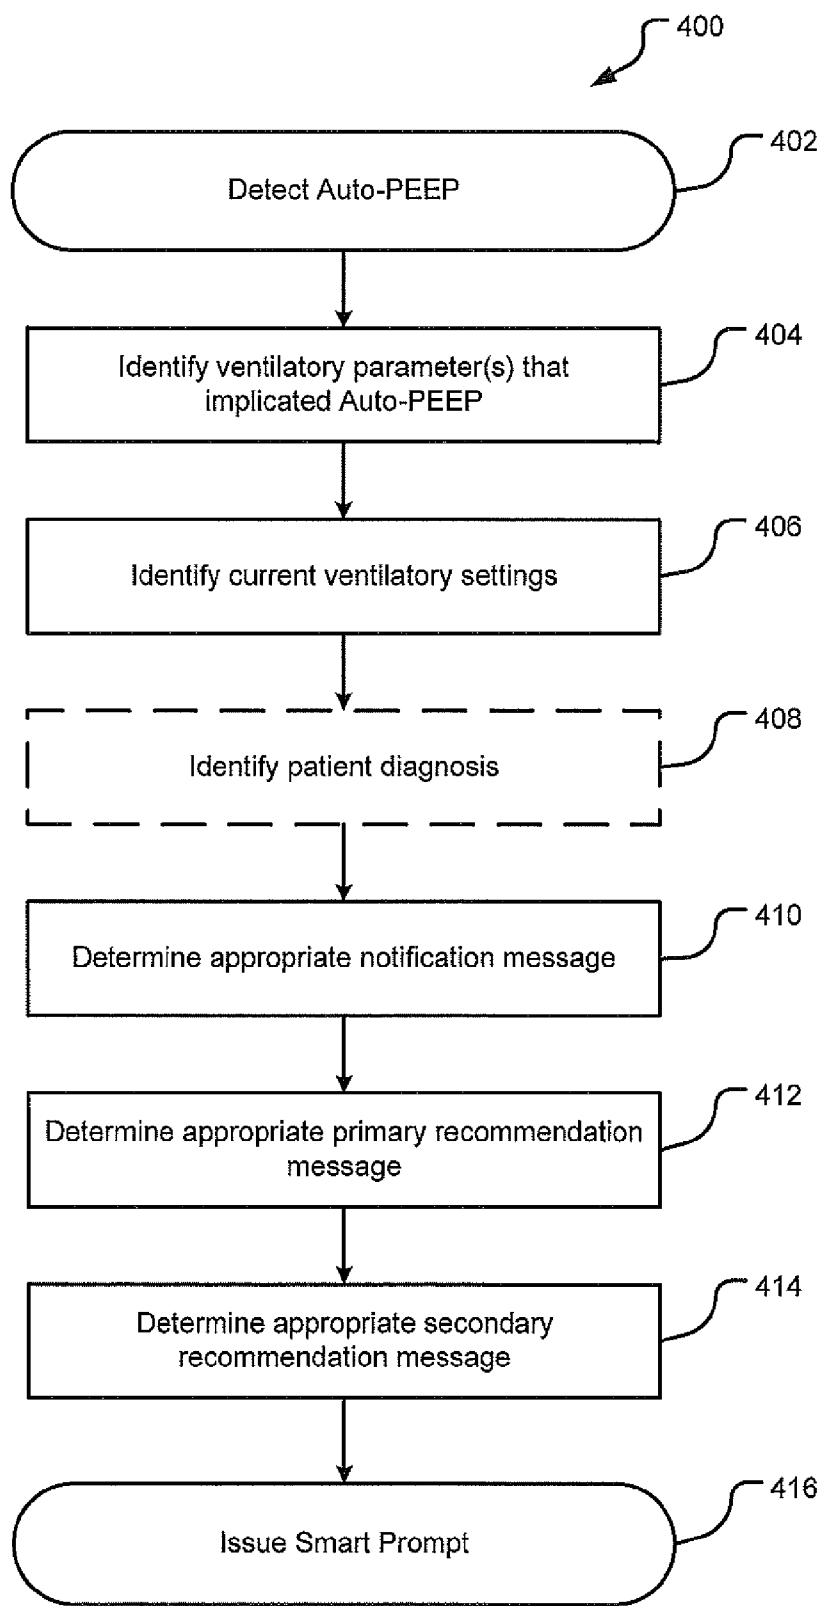 400
402
Detect Auto-PEEP
404
Identify ventilatory parameter(s) that
implicated Auto-PEEP
406
Identify current ventilatory settings
408
Identify patient diagnosis
410
Determine appropriate notification message
412
Determine appropriate primary recommendation
message
414
Determine appropriate secondary
recommendation message
416
Issue Smart Prompt